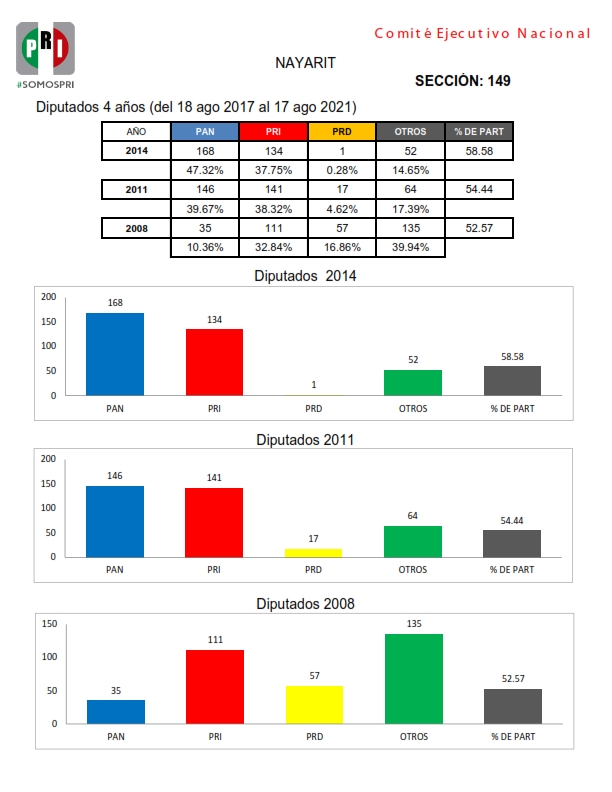 Comité Ejecutivo Nacional
PRI
#SOMOSPRI
NAYARIT
SECCIÓN: 149
Diputados 4 años (del 18 ago 2017 al 17 ago 2021)
AÑO PAN PRI PRD OTROS % DE PART
2014 168 134 1 52 58.58
47.32% 37.75% 0.28% 14.65%
2011 146 141 17 64 54.44
39.67% 38.32% 4.62% 17.39%
2008 35 111 57 135 52.57
10.36% 32.84% 16.86% 39.94%
Diputados 2014
200
150
100
50
0
168
134
1
52
58.58
PAN PRI PRD OTROS % DE PART
Diputados 2011
200
150
100
50
0
146
141
17
64
54.44
PAN PRI PRD OTROS % DE PART
Diputados 2008
150
100
50
0
35
111
57
135
52.57
PAN PRI PRD OTROS % DE PART